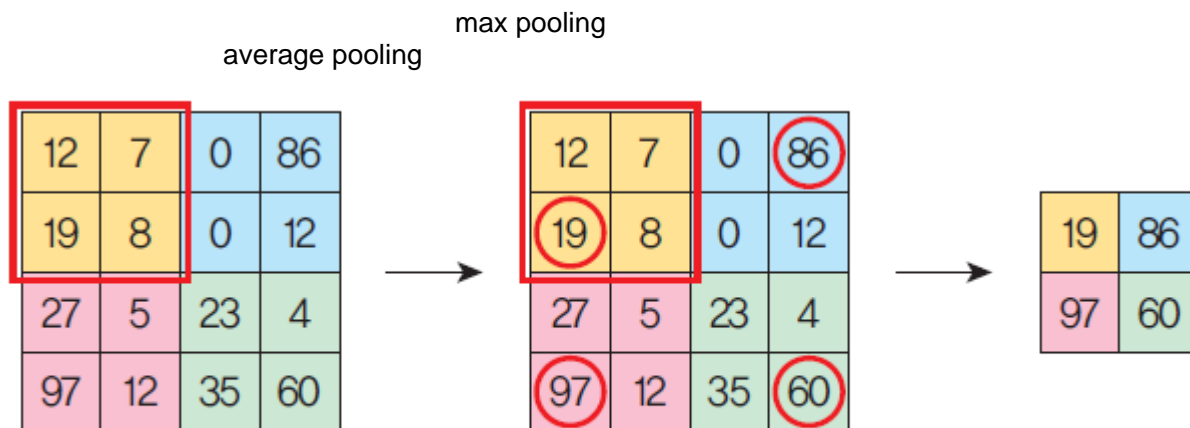 max pooling
average pooling
12 7 0 86 12 7 0 86
19 8 0 12 19 8 0 12 19 86
27 5 23 4 27 5 23 4 97 60
97 12 35 60 97 12 35 60